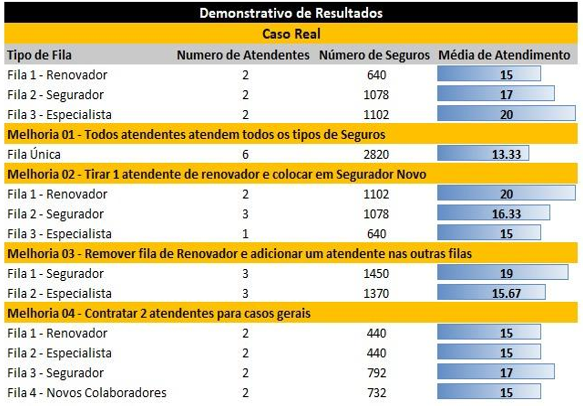 Demonstrativo de Resultados
Caso Real
Tipo de Fila Numero de Atendentes Número de Seguros Média de Atendimento
Fila 1 - Renovador 2 640 15
Fila 2 - Segurador 2 1078 17
Fila 3 - Especialista 2 1102 20
Melhoria 01 - Todos atendentes atendem todos os tipos de Seguros
Fila Única 6 2820 13.33
Melhoria 02 - Tirar 1 atendente de renovador e colocar em Segurador Novo
Fila 1 - Renovador 2 1102 20
Fila 2 - Segurador 3 1078 16.33
Fila 3 - Especialista 1 640 15
Melhoria 03 - Remover fila de Renovador e adicionar um atendente nas outras filas
Fila 1 - Segurador 3 1450 19
Fila 2 - Especialista 3 1370 15.67
Melhoria 04 - Contratar 2 atendentes para casos gerais
Fila 1 - Renovador 2 440 15
Fila 2 - Especialista 2 440 15
Fila 3 - Segurador 2 792 17
Fila 4 - Novos Colaboradores 2 732 15